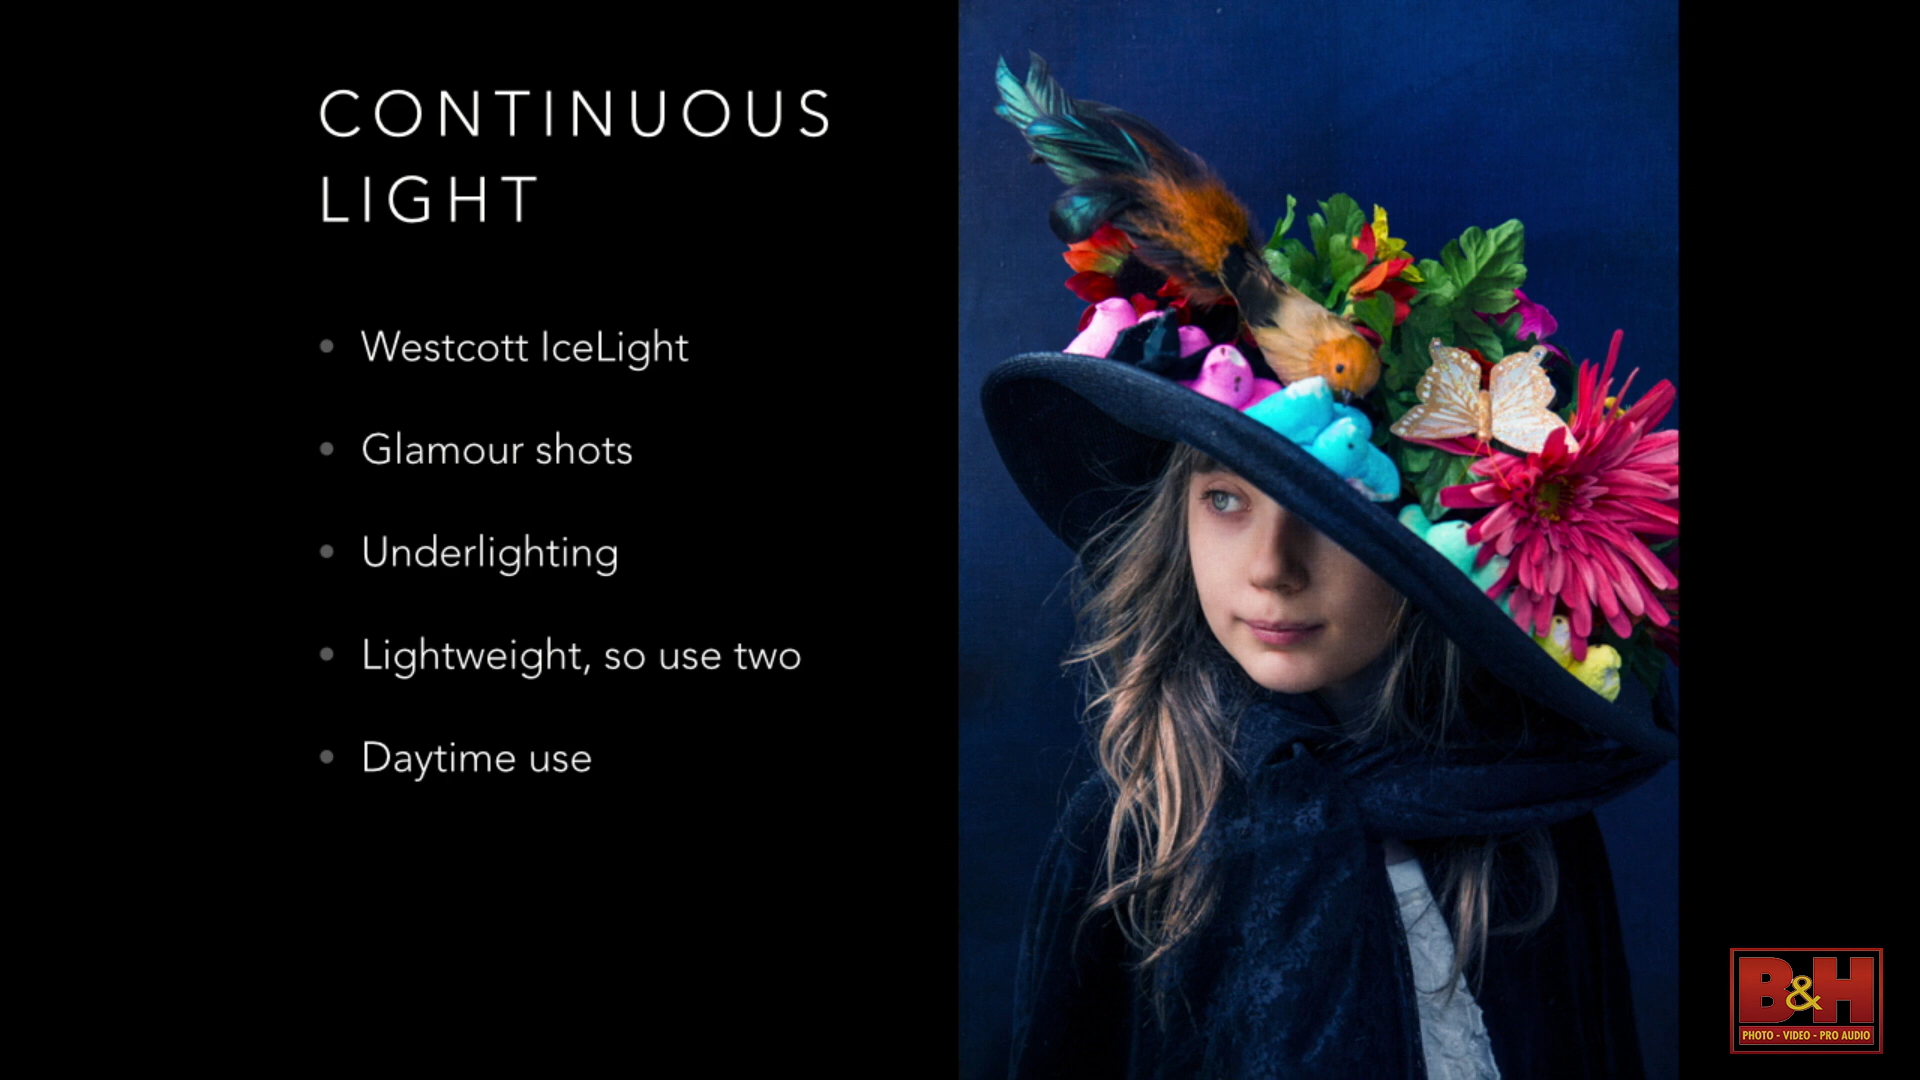 CONTINUOUS
LIGHT
• Westcott IceLight
• Glamour shots
• Underlighting
• Lightweight, so use two
• Daytime use
B&H
PHOTO - VIDEO - PRO AUDIO